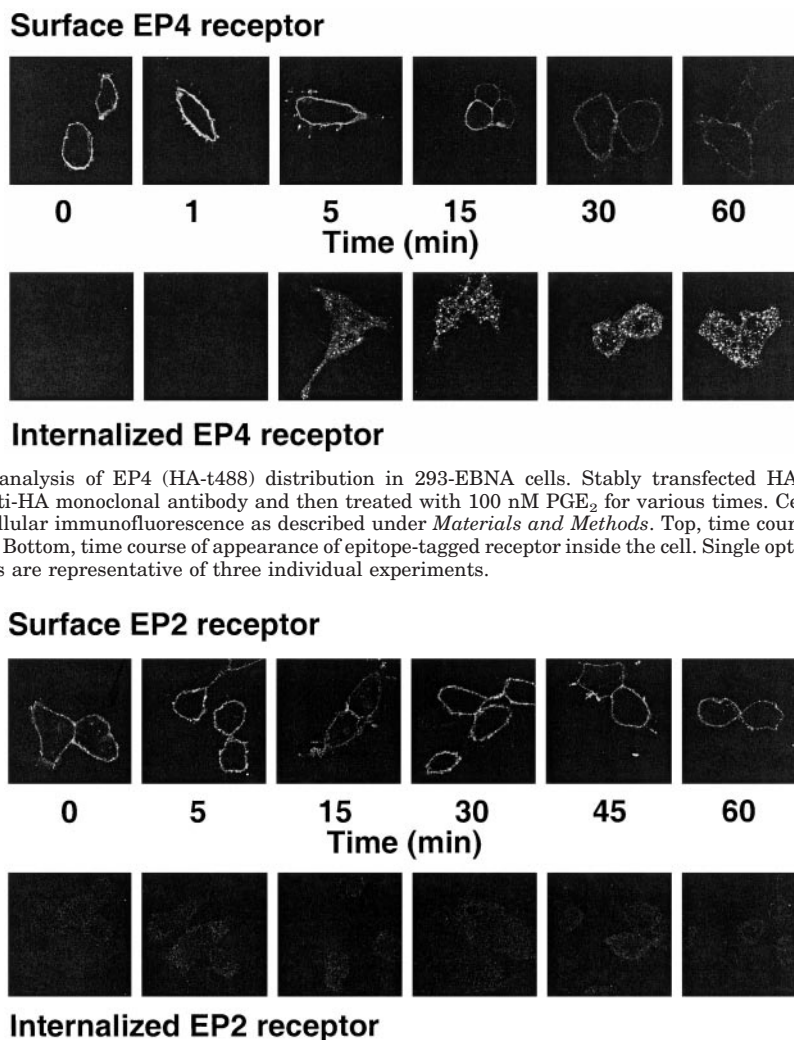 Surface EP4 receptor
0 1 5 15 30 60
Time (min)
Internalized EP4 receptor
analysis of EP4 (HA-t488) distribution in 293-EBNA cells. Stably transfected HA
ti-HA monoclonal antibody and then treated with 100 nM PGE2 for various times. Ce
llular immunofluorescence as described under Materials and Methods. Top, time cour
Bottom, time course of appearance of epitope-tagged receptor inside the cell. Single opt
s are representative of three individual experiments.
Surface EP2 receptor
0 5 15 30 45 60
Time (min)
Internalized EP2 receptor